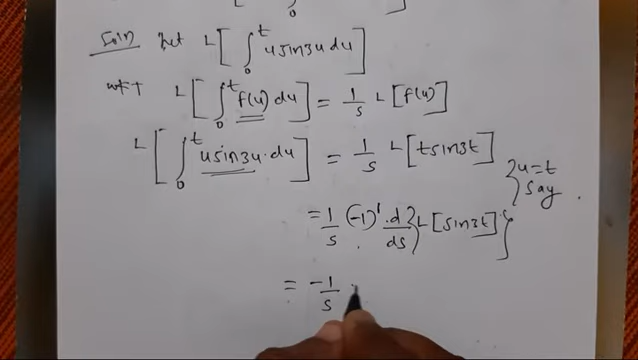 ∫₀ ]
Soln let L[∫₀ᵗ u sin3u du]
wkt L[∫₀ᵗ f(u) du] = 1/s L[f(u)]
L[∫₀ᵗ u sin3u · du] = 1/s L[t sin3t]
} u = t say
= 1/s (-1)¹ d/ds { L[sin3t] }
= -1/s